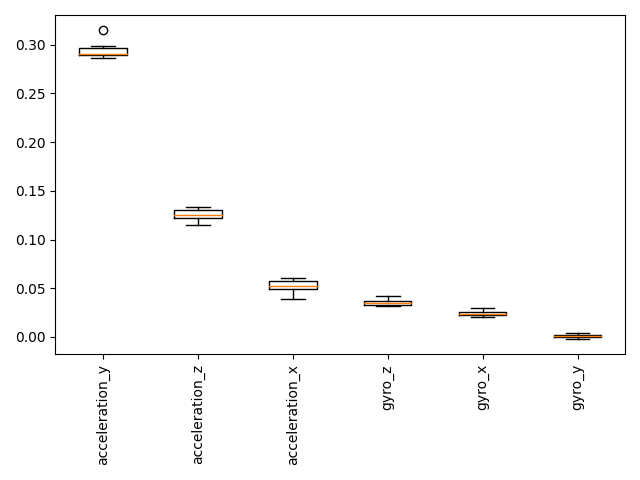 0.30
0.25
0.20
0.15
0.10
0.05
0.00
acceleration_y
acceleration_z
acceleration_x
gyro_z
gyro_x
gyro_y